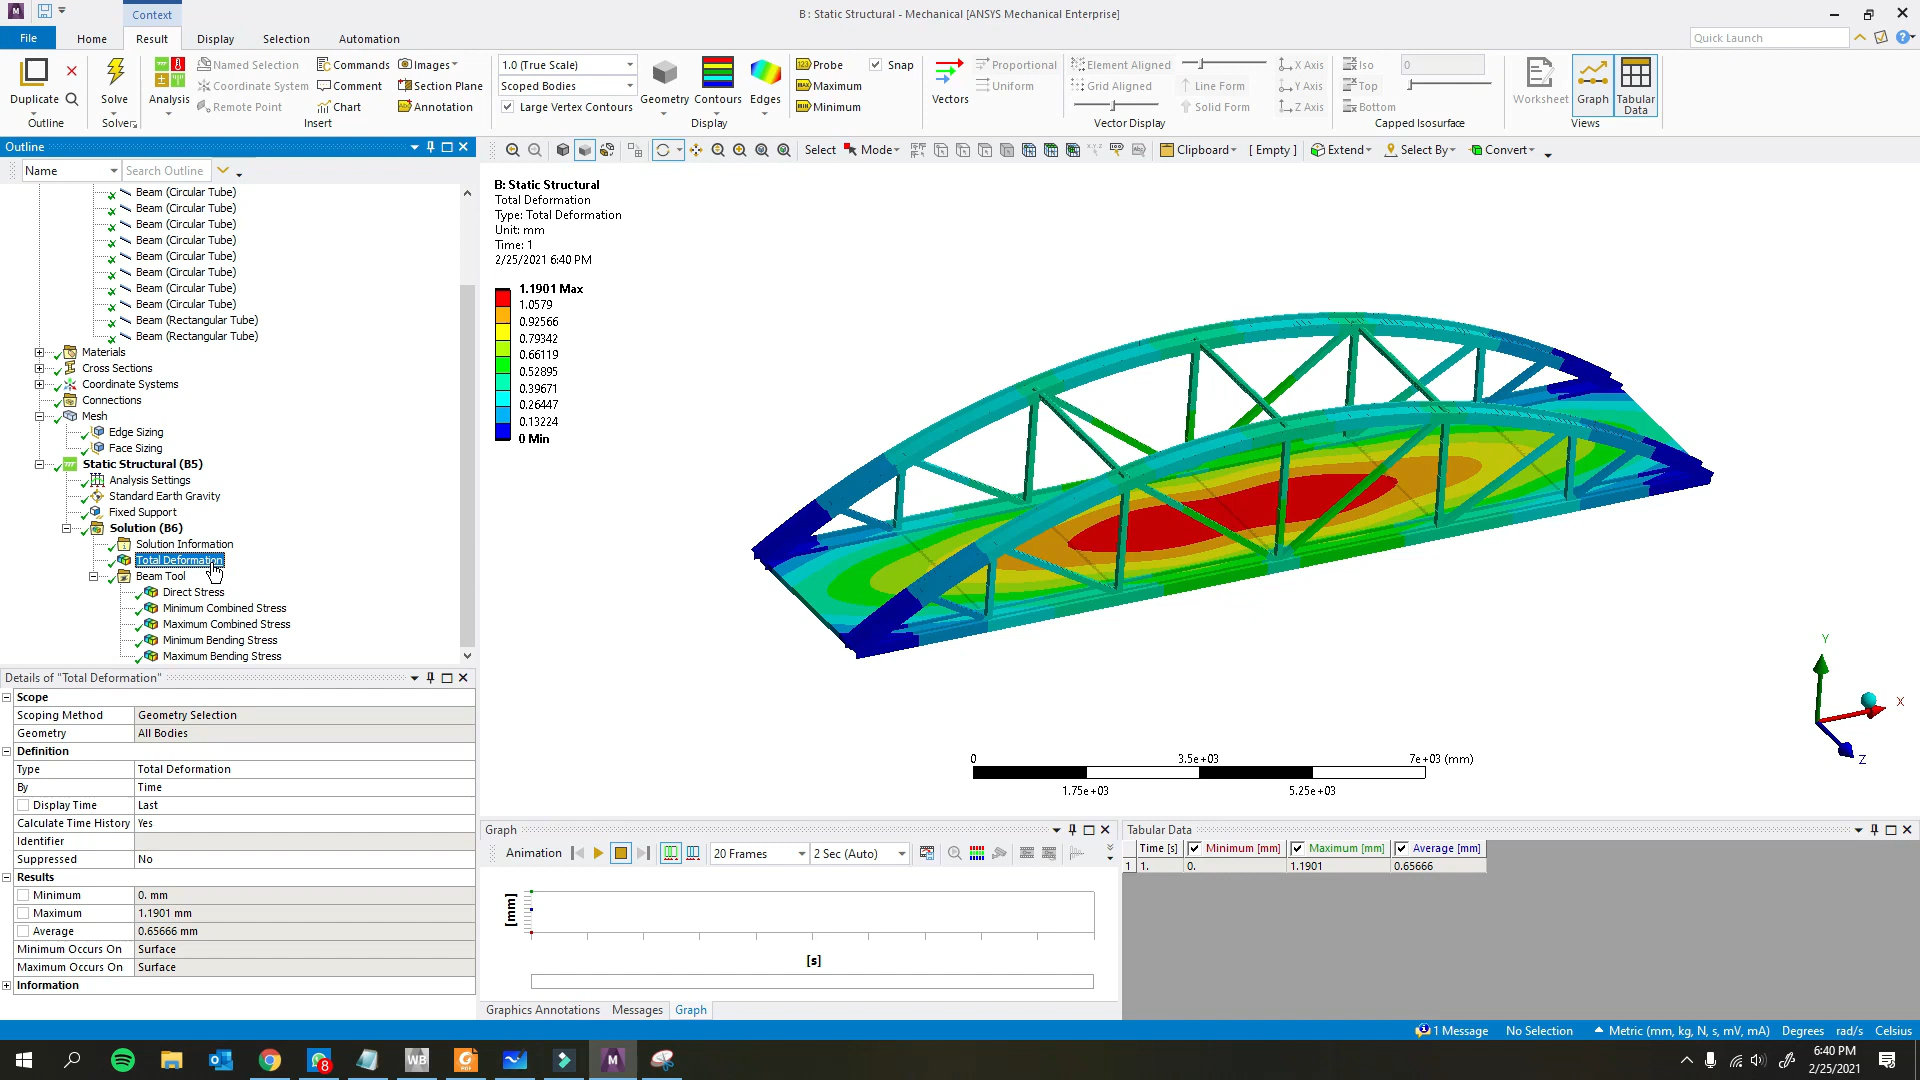 Context
B : Static Structural - Mechanical [ANSYS Mechanical Enterprise]
File Home Result Display Selection Automation
Quick Launch
Duplicate
Outline
Solve
Solver
Analysis
Named Selection
Coordinate System
Remote Point
Commands
Comment
Chart
Images
Section Plane
Annotation
Insert
1.0 (True Scale)
Scoped Bodies
Large Vertex Contours
Geometry
Contours
Edges
Display
Probe
Maximum
Minimum
Snap
Vectors
Proportional
Uniform
Element Aligned
Grid Aligned
Line Form
Solid Form
X Axis
Y Axis
Z Axis
Vector Display
Iso
Top
Bottom
0
Capped Isosurface
Worksheet
Graph
Tabular Data
Views
Outline
Name
Search Outline
Select Mode Clipboard [ Empty ] Extend Select By Convert
Beam (Circular Tube)
Beam (Circular Tube)
Beam (Circular Tube)
Beam (Circular Tube)
Beam (Circular Tube)
Beam (Circular Tube)
Beam (Circular Tube)
Beam (Circular Tube)
Beam (Rectangular Tube)
Beam (Rectangular Tube)
Materials
Cross Sections
Coordinate Systems
Connections
Mesh
Edge Sizing
Face Sizing
Static Structural (B5)
Analysis Settings
Standard Earth Gravity
Fixed Support
Solution (B6)
Solution Information
Total Deformation
Beam Tool
Direct Stress
Minimum Combined Stress
Maximum Combined Stress
Minimum Bending Stress
Maximum Bending Stress
B: Static Structural
Total Deformation
Type: Total Deformation
Unit: mm
Time: 1
2/25/2021 6:40 PM
1.1901 Max
1.0579
0.92566
0.79342
0.66119
0.52895
0.39671
0.26447
0.13224
0 Min
0 3.5e+03 7e+03 (mm)
1.75e+03 5.25e+03
Y
X
Z
Details of "Total Deformation"
Scope
Scoping Method Geometry Selection
Geometry All Bodies
Definition
Type Total Deformation
By Time
Display Time Last
Calculate Time History Yes
Identifier
Suppressed No
Results
Minimum 0. mm
Maximum 1.1901 mm
Average 0.65666 mm
Minimum Occurs On Surface
Maximum Occurs On Surface
Information
Graph
Animation 20 Frames 2 Sec (Auto)
[mm]
[s]
Graphics Annotations Messages Graph
Tabular Data
Time [s] Minimum [mm] Maximum [mm] Average [mm]
1 1. 0. 1.1901 0.65666
1 Message No Selection Metric (mm, kg, N, s, mV, mA) Degrees rad/s Celsius
8
WB
M
6:40 PM
2/25/2021